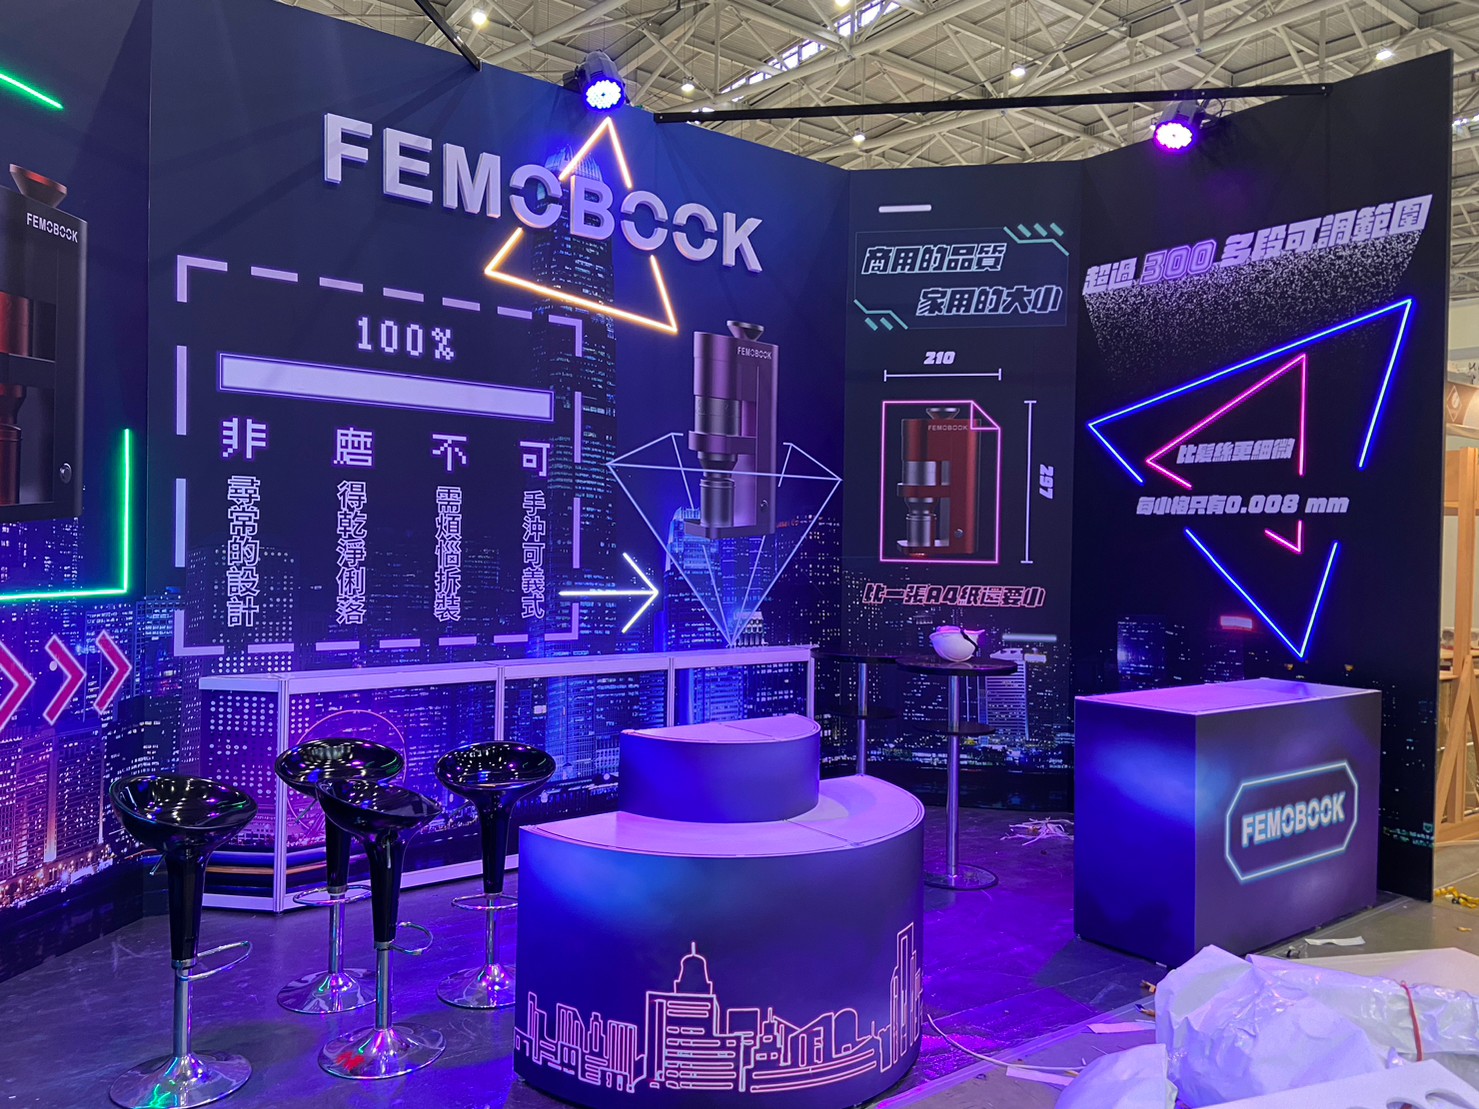 FEMOBOOK
FEMOBOOK
100%
非
尋常的設計
磨
得乾淨俐落
不
需煩惱拆裝
可
手沖可義式
FEMOBOOK
商用的品質
家用的大小
210
297
FEMOBOOK
比一張A4紙還要小
超過 300 多段可調範圍
比髮絲更細微
每小格只有0.008 mm
FEMOBOOK